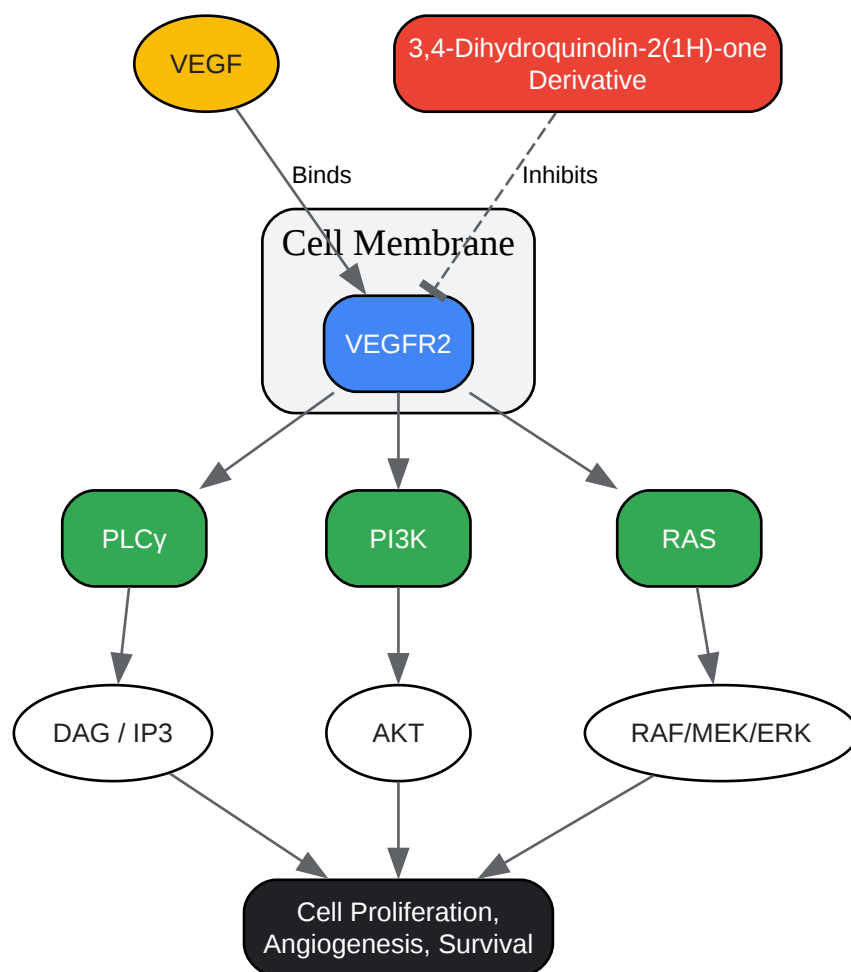 VEGF
3,4-Dihydroquinolin-2(1H)-one
Derivative
Binds
Inhibits
Cell Membrane
VEGFR2
PLCγ
PI3K
RAS
DAG / IP3
AKT
RAF/MEK/ERK
Cell Proliferation,
Angiogenesis, Survival